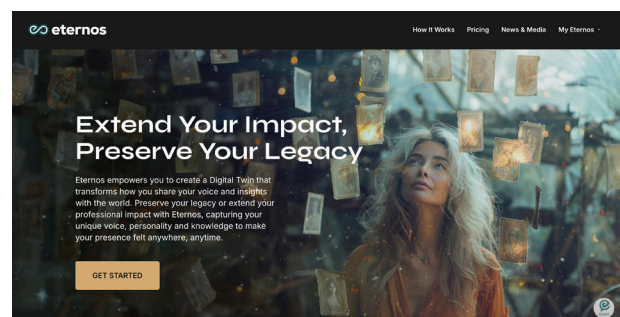 eternos
How It Works Pricing News & Media My Eternos
Extend Your Impact,
Preserve Your Legacy
Eternos empowers you to create a Digital Twin that
transforms how you share your voice and insights
with the world. Preserve your legacy or extend your
professional impact with Eternos, capturing your
unique voice, personality and knowledge to make
your presence felt anywhere, anytime.
GET STARTED